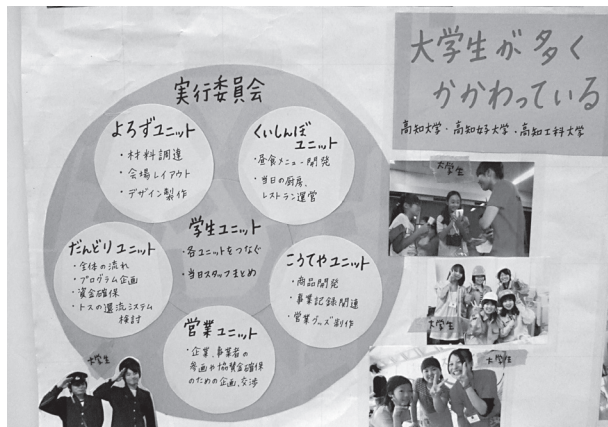 実行委員会
よろずユニット
・材料調達
・会場レイアウト
・デザイン製作
くいしんぼ
ユニット
・昼食メニュー開発
・当日の厨房、
レストラン運営
だんどりユニット
・全体の流れ
・プログラム企画
・資金確保
・トスの還流システム
検討
学生ユニット
・各ユニットをつなぐ
・当日スタッフまとめ
こうてやユニット
・商品開発
・事業記録関連
・営業グッズ制作
営業ユニット
・企業、事業者の
参画や協賛金確保
のための企画、交渉
大学生が多く
かかわっている
高知大学・高知女子大学・高知工科大学
大学生
大学生
大学生
大学生